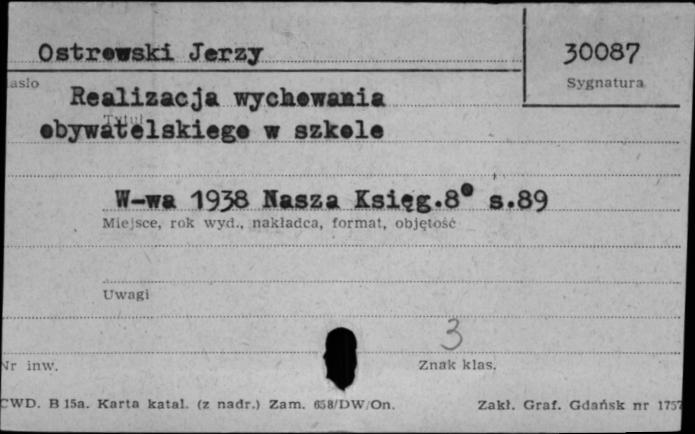 Ostrowski Jerzy
30087
asło
Sygnatura
Realizacja wychowania
Tytuł
obywatelskiego w szkole
W-wa 1938 Nasza Księg.8° s.89
Miejsce, rok wyd., nakładca, format, objętość
Uwagi
3
Nr inw.
Znak klas.
CWD. B 15a. Karta katal. (z nadr.) Zam. 658/DW/On.
Zakł. Graf. Gdańsk nr 1757